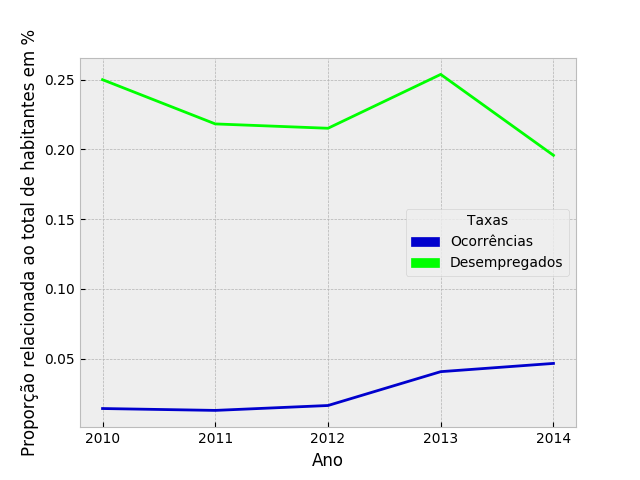 Proporção relacionada ao total de habitantes em %
0.25
0.20
0.15
0.10
0.05
Taxas
Ocorrências
Desempregados
2010 2011 2012 2013 2014
Ano